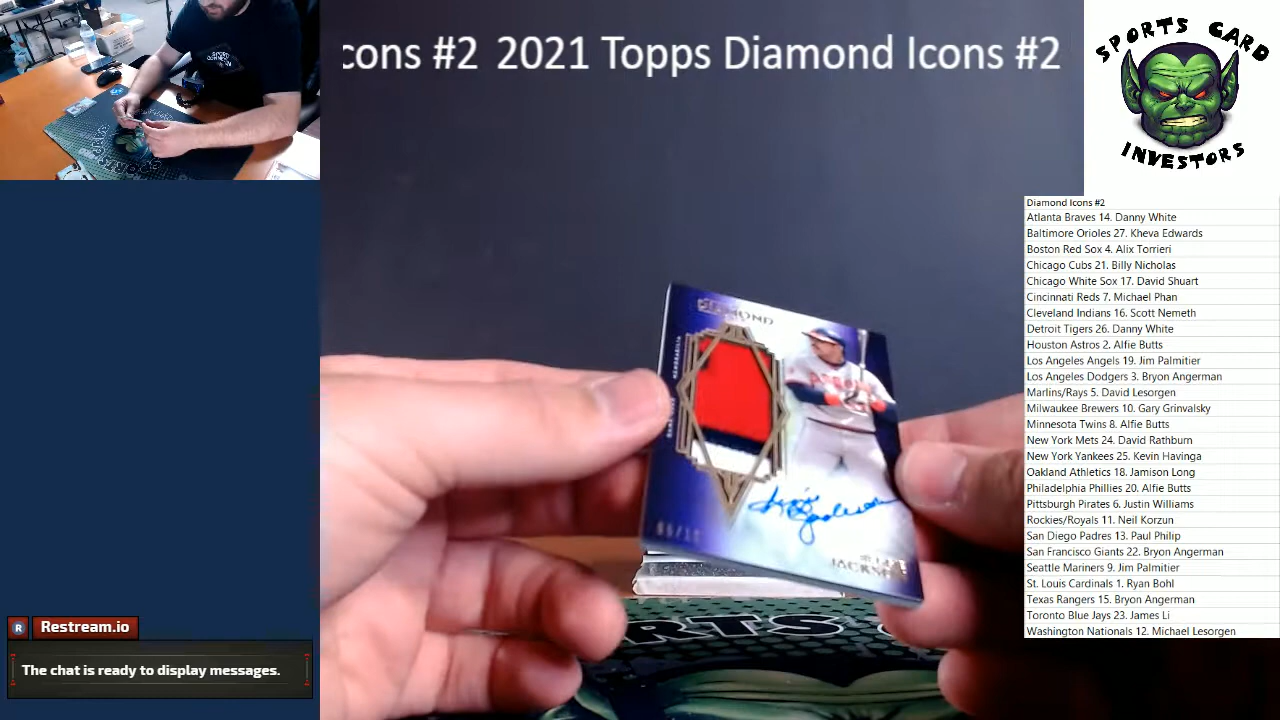 cons #2 2021 Topps Diamond Icons #2
SPORTS CARD
INVESTORS
Diamond Icons #2
Atlanta Braves 14. Danny White
Baltimore Orioles 27. Kheva Edwards
Boston Red Sox 4. Alix Torrieri
Chicago Cubs 21. Billy Nicholas
Chicago White Sox 17. David Shuart
Cincinnati Reds 7. Michael Phan
Cleveland Indians 16. Scott Nemeth
Detroit Tigers 26. Danny White
Houston Astros 2. Alfie Butts
Los Angeles Angels 19. Jim Palmitier
Los Angeles Dodgers 3. Bryon Angerman
Marlins/Rays 5. David Lesorgen
Milwaukee Brewers 10. Gary Grinvalsky
Minnesota Twins 8. Alfie Butts
New York Mets 24. David Rathburn
New York Yankees 25. Kevin Havinga
Oakland Athletics 18. Jamison Long
Philadelphia Phillies 20. Alfie Butts
Pittsburgh Pirates 6. Justin Williams
Rockies/Royals 11. Neil Korzun
San Diego Padres 13. Paul Philip
San Francisco Giants 22. Bryon Angerman
Seattle Mariners 9. Jim Palmitier
St. Louis Cardinals 1. Ryan Bohl
Texas Rangers 15. Bryon Angerman
Toronto Blue Jays 23. James Li
Washington Nationals 12. Michael Lesorgen
DIAMOND
Reggie Jackson
JACKSON
R Restream.io
The chat is ready to display messages.